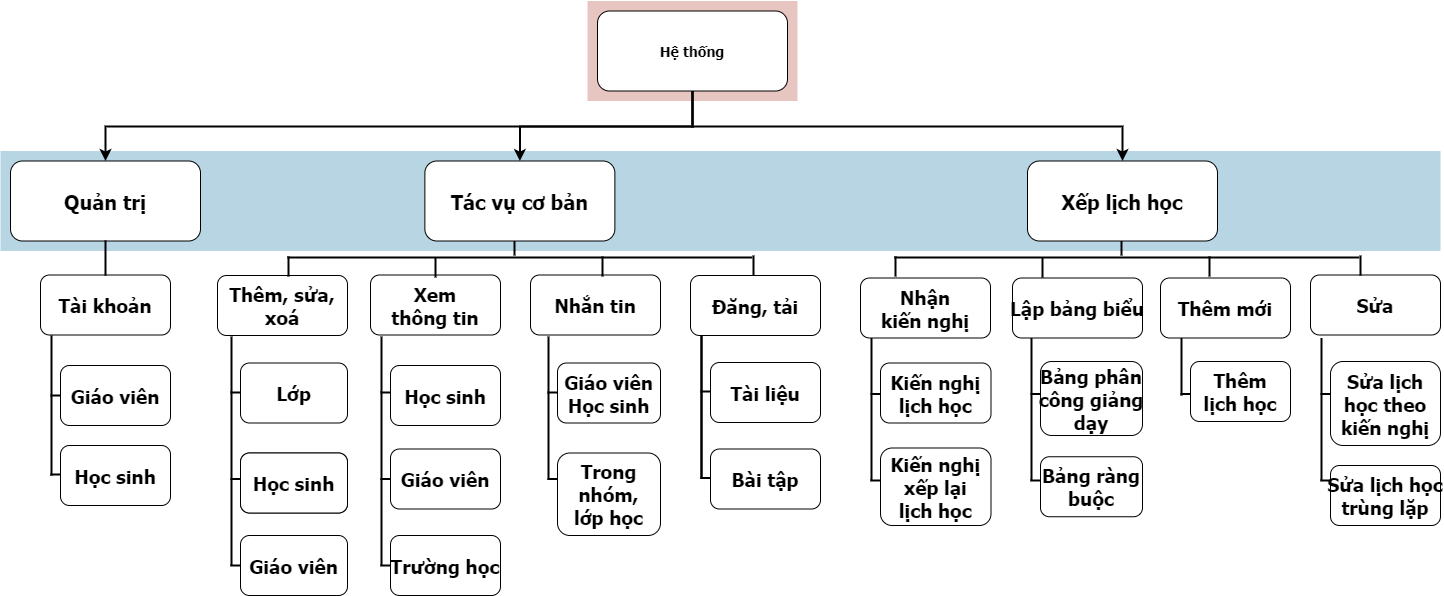 Hệ thống
Quản trị
Tác vụ cơ bản
Xếp lịch học
Tài khoản
Giáo viên
Học sinh
Thêm, sửa,
xoá
Lớp
Học sinh
Giáo viên
Xem
thông tin
Học sinh
Giáo viên
Trường học
Nhắn tin
Giáo viên
Học sinh
Trong
nhóm,
lớp học
Đăng, tải
Tài liệu
Bài tập
Nhận
kiến nghị
Kiến nghị
lịch học
Kiến nghị
xếp lại
lịch học
Lập bảng biểu
Bảng phân
công giảng
dạy
Bảng ràng
buộc
Thêm mới
Thêm
lịch học
Sửa
Sửa lịch
học theo
kiến nghị
Sửa lịch học
trùng lặp